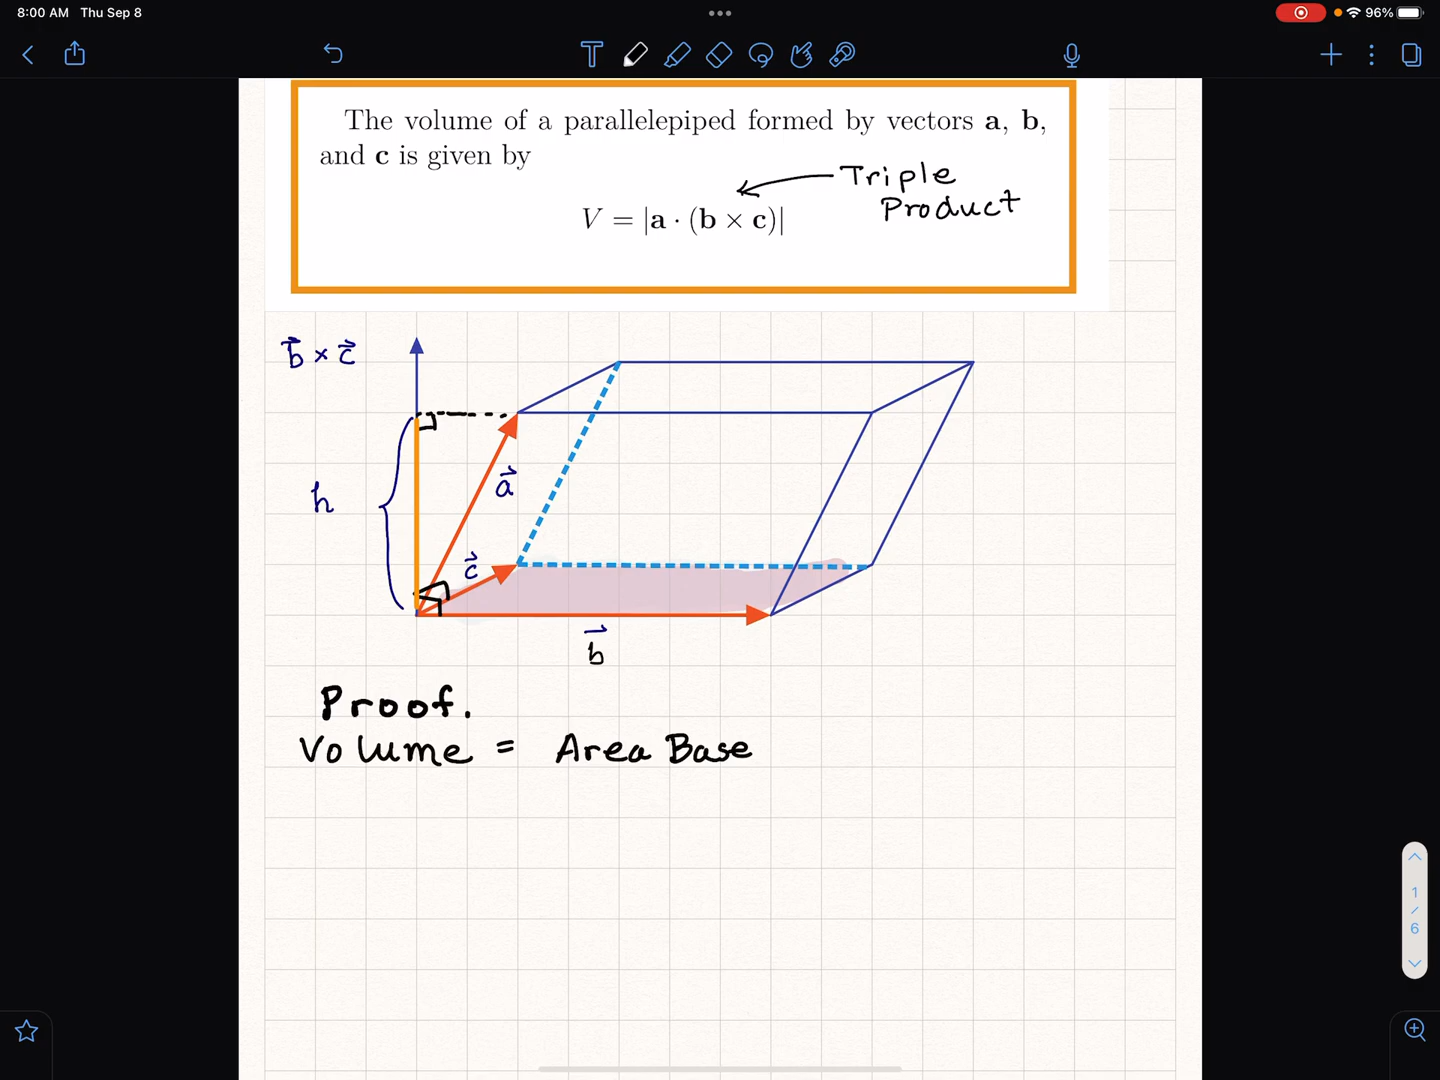 8:00 AM Thu Sep 8
96%
The volume of a parallelepiped formed by vectors a, b,
and c is given by
Triple
Product
V = |a · (b × c)|
b⃗ × c⃗
a⃗
h
c⃗
b⃗
Proof.
Volume = Area Base
1
/
6